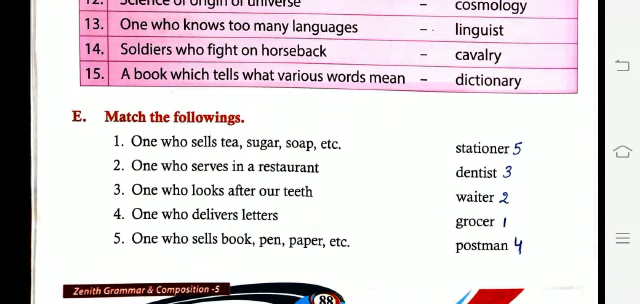 12. Science of origin of universe – cosmology
13. One who knows too many languages – linguist
14. Soldiers who fight on horseback – cavalry
15. A book which tells what various words mean – dictionary
E. Match the followings.
1. One who sells tea, sugar, soap, etc. stationer 5
2. One who serves in a restaurant dentist 3
3. One who looks after our teeth waiter 2
4. One who delivers letters grocer 1
5. One who sells book, pen, paper, etc. postman 4
Zenith Grammar & Composition -5
88